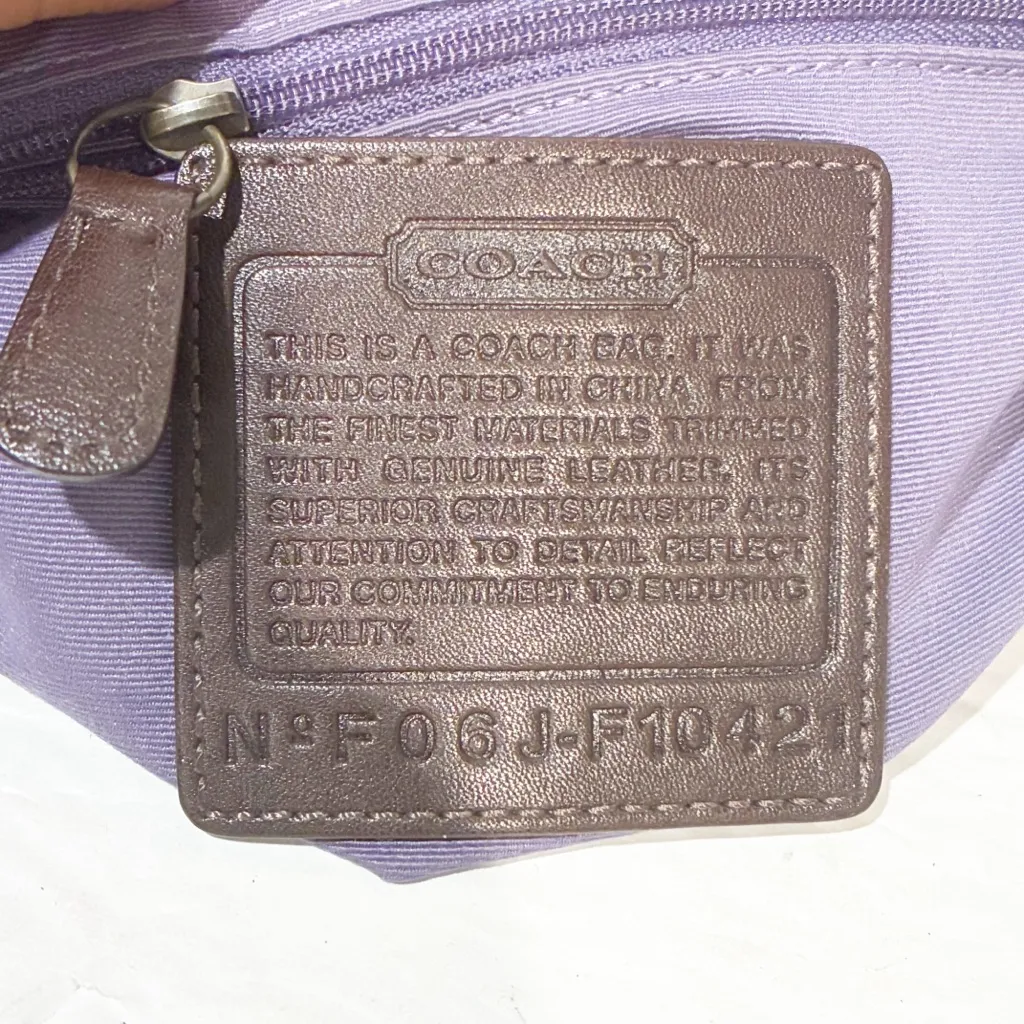 COACH
THIS IS A COACH BAG. IT WAS
HANDCRAFTED IN CHINA FROM
THE FINEST MATERIALS TRIMMED
WITH GENUINE LEATHER. ITS
SUPERIOR CRAFTSMANSHIP AND
ATTENTION TO DETAIL REFLECT
OUR COMMITMENT TO ENDURING
QUALITY.
Nº F06J-F10421